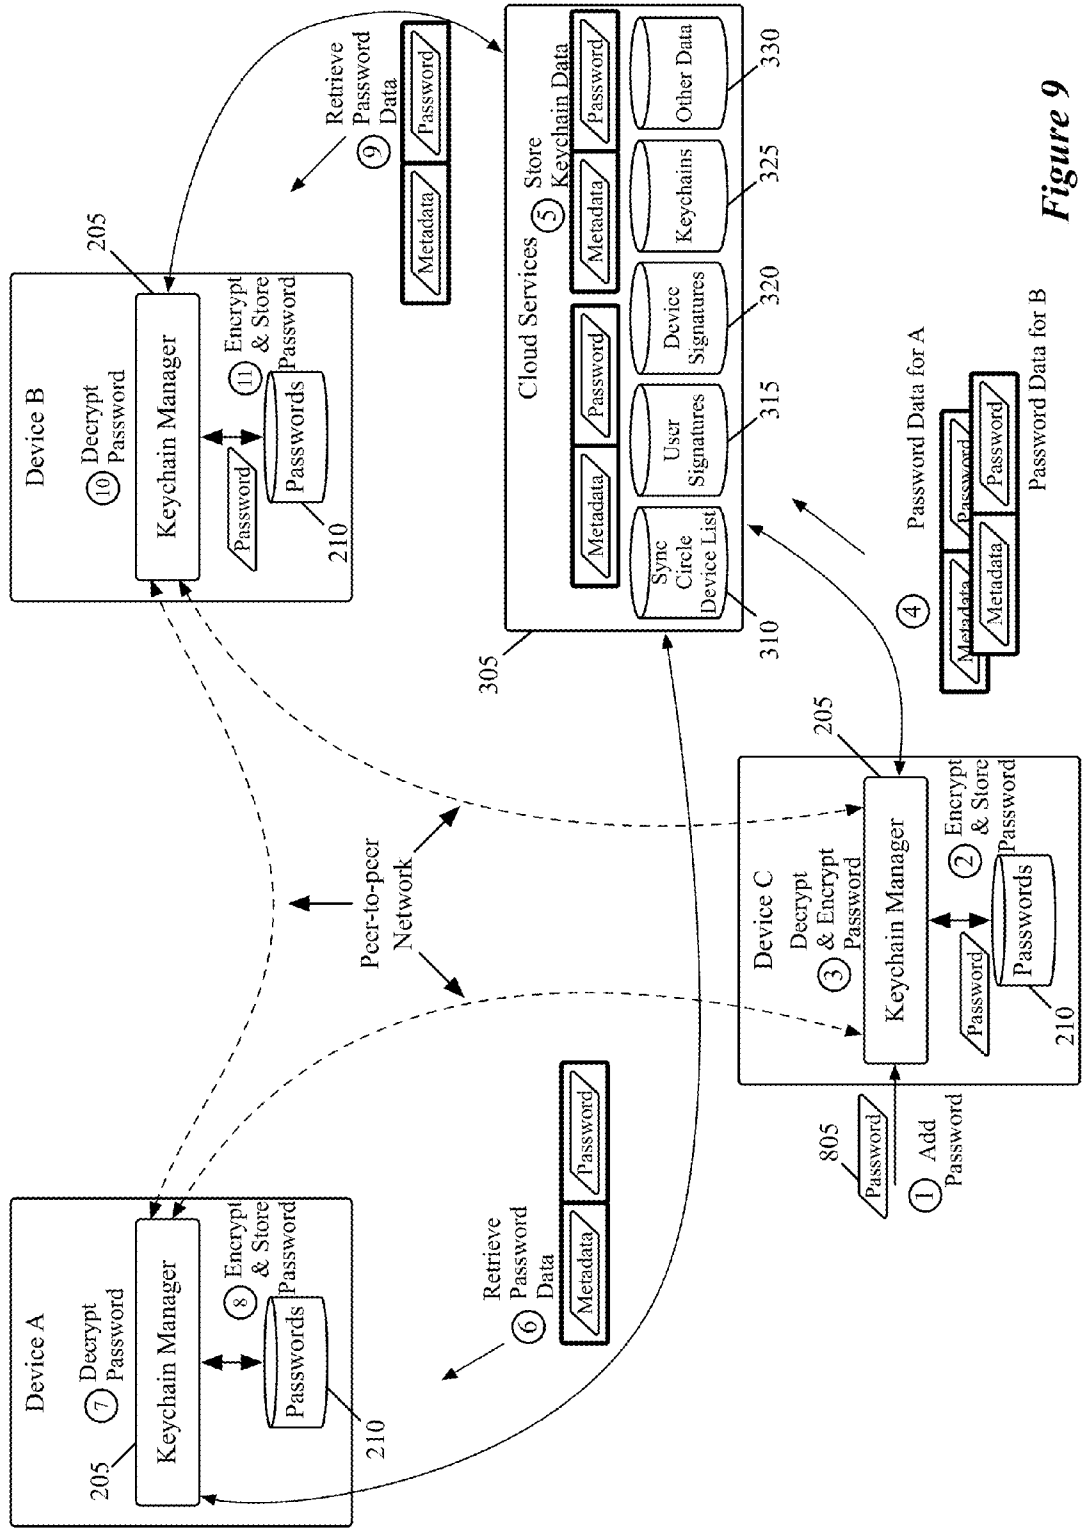 Device A
7 Decrypt
Password
205
Keychain Manager
8 Encrypt
& Store
Password
Passwords
210
Device B
10 Decrypt
Password
205
Keychain Manager
11 Encrypt
& Store
Password
Password
Passwords
210
Peer-to-peer
Network
Retrieve
Password
9 Data
Metadata
Password
Retrieve
Password
6 Data
Metadata
Password
305
Cloud Services
5 Store
Keychain Data
Metadata
Password
Metadata
Password
Sync
Circle
Device List
User
Signatures
Device
Signatures
Keychains
Other Data
310
315
320
325
330
Device C
Decrypt
3 & Encrypt
Password
205
Keychain Manager
2 Encrypt
& Store
Password
Password
Passwords
210
805
Password
1 Add
Password
4
Password Data for A
Metadata
Password
Metadata
Password
Password Data for B
Figure 9